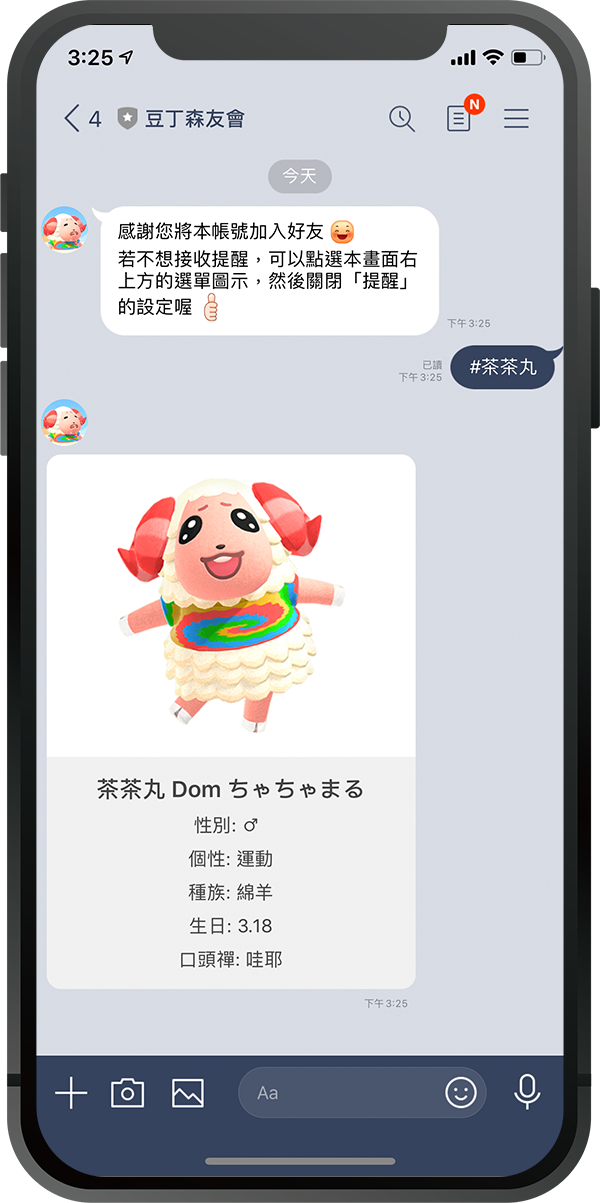 3:25
4 豆丁森友會
N
今天
感謝您將本帳號加入好友
若不想接收提醒，可以點選本畫面右
上方的選單圖示，然後關閉「提醒」
的設定喔
下午 3:25
已讀
下午 3:25
#茶茶丸
茶茶丸 Dom ちゃちゃまる
性別: ♂
個性: 運動
種族: 綿羊
生日: 3.18
口頭禪: 哇耶
下午 3:25
Aa